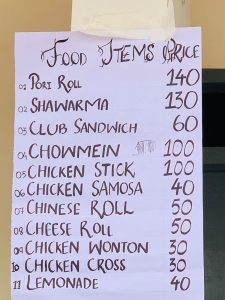 FOOD ITEMS PRICE
01 PORI ROLL 140
02 SHAWARMA 130
03 CLUB SANDWICH 60
04 CHOWMEIN 100
05 CHICKEN STICK 100
06 CHICKEN SAMOSA 40
07 CHINESE ROLL 50
08 CHEESE ROLL 50
09 CHICKEN WONTON 30
10 CHICKEN CROSS 30
11 LEMONADE 40